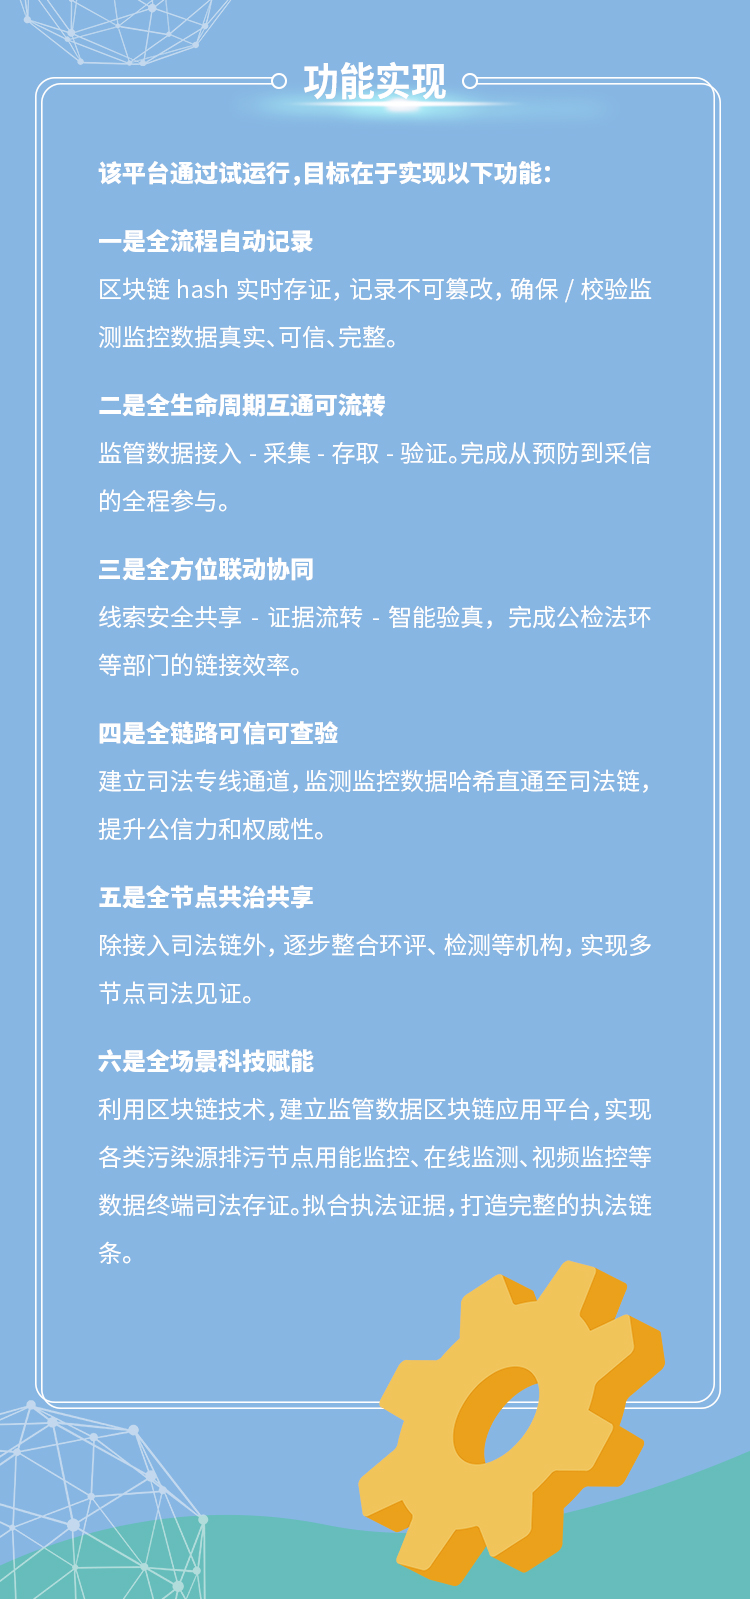 功能实现
该平台通过试运行，目标在于实现以下功能：
一是全流程自动记录
区块链 hash 实时存证，记录不可篡改，确保 / 校验监
测监控数据真实、可信、完整。
二是全生命周期互通可流转
监管数据接入 - 采集 - 存取 - 验证。完成从预防到采信
的全程参与。
三是全方位联动协同
线索安全共享 - 证据流转 - 智能验真，完成公检法环
等部门的链接效率。
四是全链路可信可查验
建立司法专线通道，监测监控数据哈希直通至司法链，
提升公信力和权威性。
五是全节点共治共享
除接入司法链外，逐步整合环评、检测等机构，实现多
节点司法见证。
六是全场景科技赋能
利用区块链技术，建立监管数据区块链应用平台，实现
各类污染源排污节点用能监控、在线监测、视频监控等
数据终端司法存证。拟合执法证据，打造完整的执法链
条。